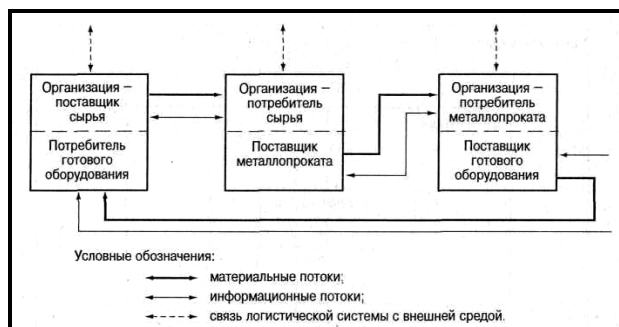 Организация –
поставщик
сырья
Потребитель
готового
оборудования
Организация –
потребитель
сырья
Поставщик
металлопроката
Организация –
потребитель
металлопроката
Поставщик
готового
оборудования
Условные обозначения:
материальные потоки;
информационные потоки;
связь логистической системы с внешней средой.